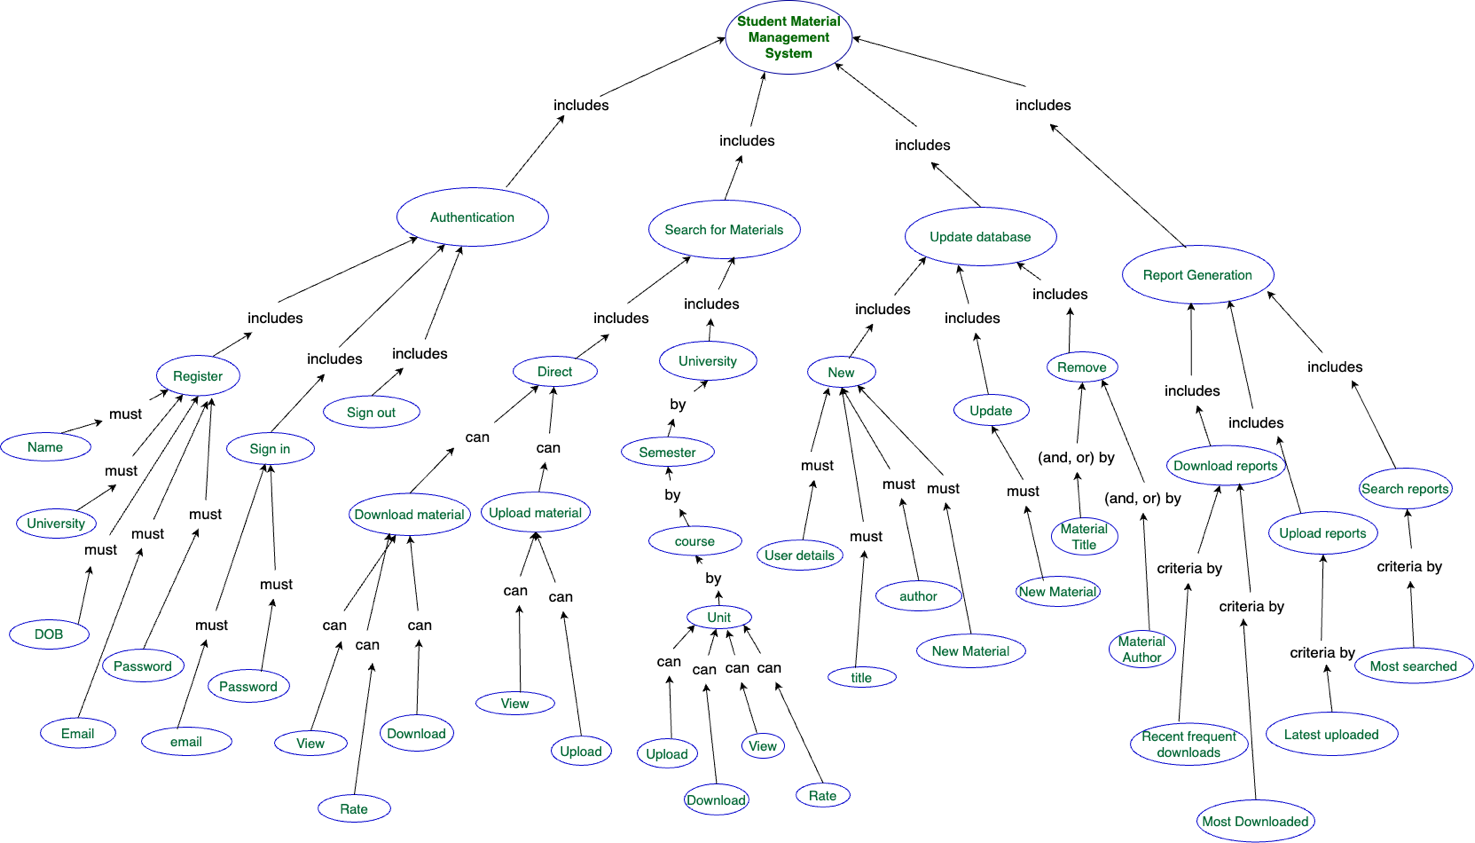 Student Material
Management
System
includes
includes
includes
includes
Authentication
Search for Materials
Update database
Report Generation
includes
includes
includes
includes
includes
includes
includes
includes
includes
includes
includes
includes
Register
Sign in
Sign out
Direct
University
New
Update
Remove
Download reports
Upload reports
Search reports
must
must
must
must
must
Name
University
DOB
Email
Password
must
must
email
Password
can
can
Download material
Upload material
can
can
can
View
Rate
Download
can
can
View
Upload
by
Semester
by
course
by
Unit
can
can
can
can
Upload
Download
View
Rate
must
must
must
must
User details
title
author
New Material
must
New Material
(and, or) by
(and, or) by
Material
Title
Material
Author
criteria by
criteria by
Recent frequent
downloads
Most Downloaded
criteria by
Latest uploaded
criteria by
Most searched